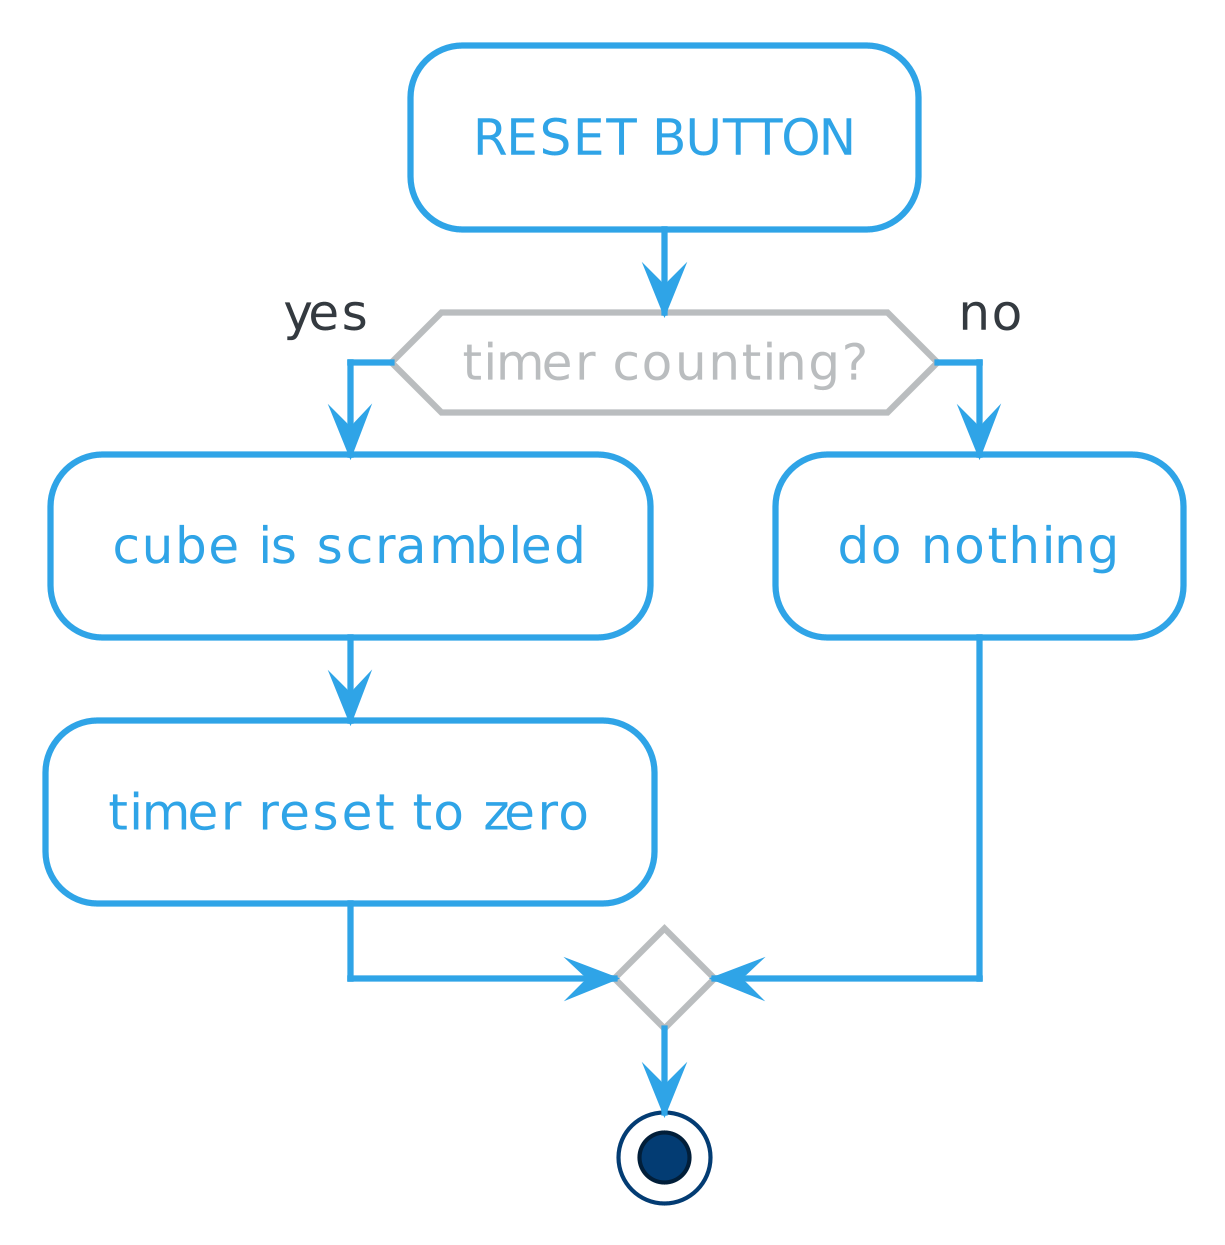 RESET BUTTON
yes
no
timer counting?
cube is scrambled
do nothing
timer reset to zero